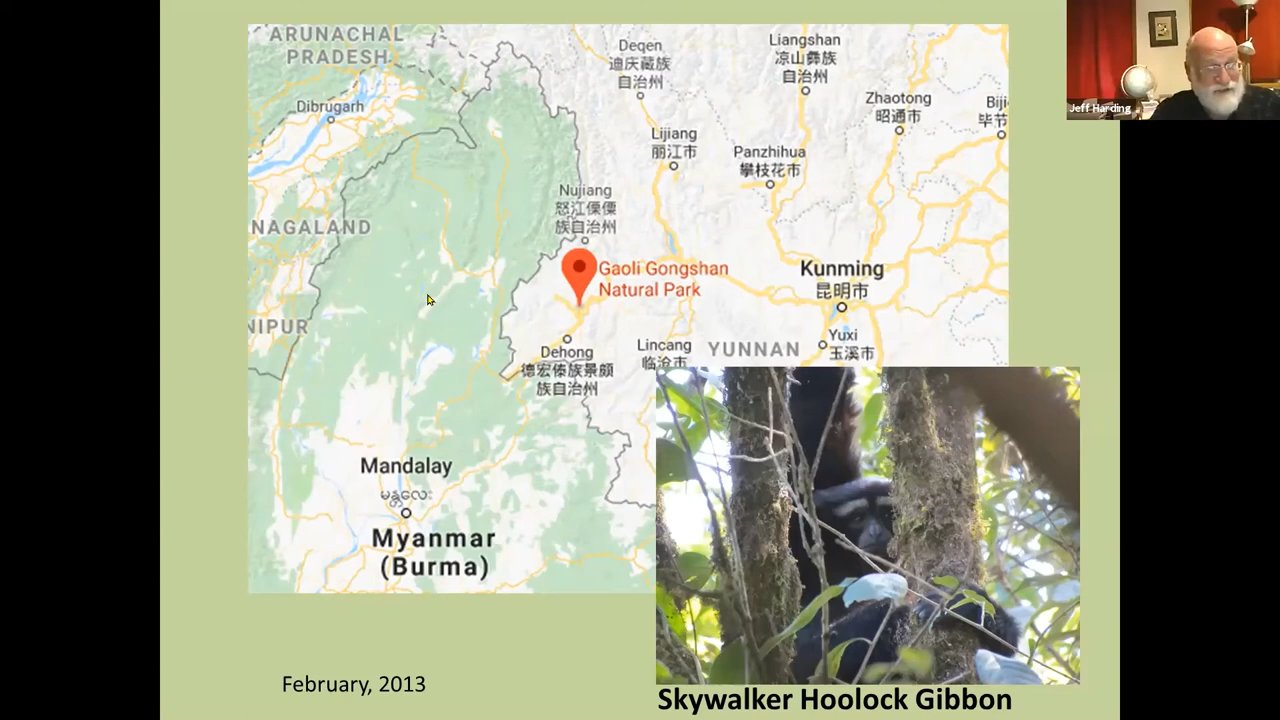 ARUNACHAL
PRADESH
Dibrugarh
NAGALAND
NIPUR
Deqen
迪庆藏族
自治州
Liangshan
凉山彝族
自治州
Zhaotong
昭通市
Biji
毕节
Lijiang
丽江市
Panzhihua
攀枝花市
Nujiang
怒江傈僳
族自治州
Gaoli Gongshan
Natural Park
Kunming
昆明市
Yuxi
玉溪市
YUNNAN
Lincang
临沧市
Dehong
德宏傣族景颇
族自治州
Mandalay
မန္တလေး
Myanmar
(Burma)
Jeff Harding
February, 2013
Skywalker Hoolock Gibbon